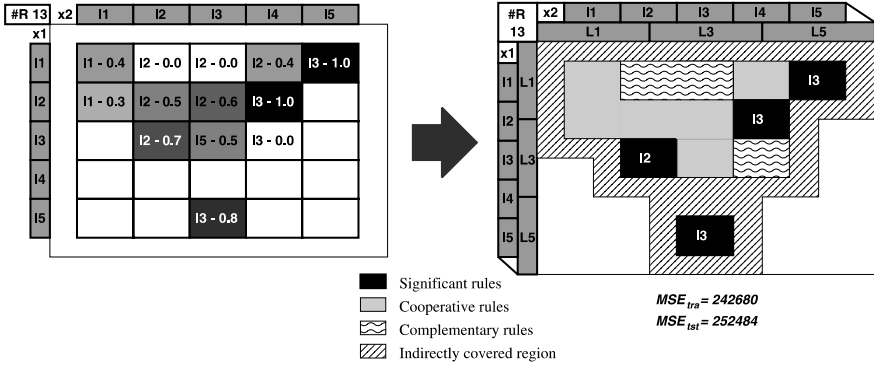 #R 13 x2 l1 l2 l3 l4 l5
x1
l1 l1 - 0.4 l2 - 0.0 l2 - 0.0 l2 - 0.4 l3 - 1.0
l2 l1 - 0.3 l2 - 0.5 l2 - 0.6 l3 - 1.0
l3 l2 - 0.7 l5 - 0.5 l3 - 0.0
l4
l5 l3 - 0.8
#R 13 x2 l1 l2 l3 l4 l5
L1 L3 L5
x1
l1 L1 l3
l2 l3
l3 L3 l2
l4
l5 L5 l3
Significant rules
Cooperative rules
Complementary rules
Indirectly covered region
MSE tra = 242680
MSE tst = 252484